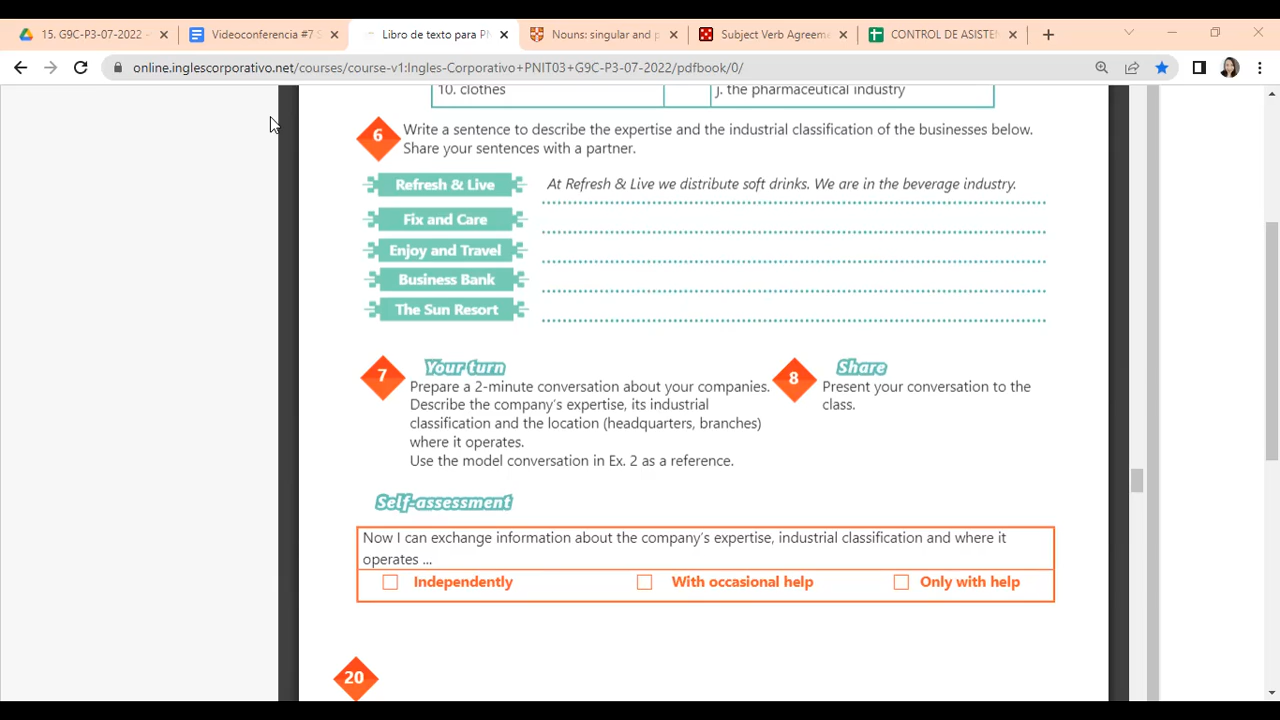 15. G9C-P3-07-2022 -
Videoconferencia #7 S
Libro de texto para PN
Nouns: singular and p
Subject Verb Agreeme
CONTROL DE ASISTEN
online.inglescorporativo.net/courses/course-v1:Ingles-Corporativo+PNIT03+G9C-P3-07-2022/pdfbook/0/
10. clothes
j. the pharmaceutical industry
6
Write a sentence to describe the expertise and the industrial classification of the businesses below.
Share your sentences with a partner.
Refresh & Live
At Refresh & Live we distribute soft drinks. We are in the beverage industry.
Fix and Care
Enjoy and Travel
Business Bank
The Sun Resort
7
Your turn
Prepare a 2-minute conversation about your companies.
Describe the company's expertise, its industrial
classification and the location (headquarters, branches)
where it operates.
Use the model conversation in Ex. 2 as a reference.
8
Share
Present your conversation to the
class.
Self-assessment
Now I can exchange information about the company's expertise, industrial classification and where it
operates ...
Independently
With occasional help
Only with help
20